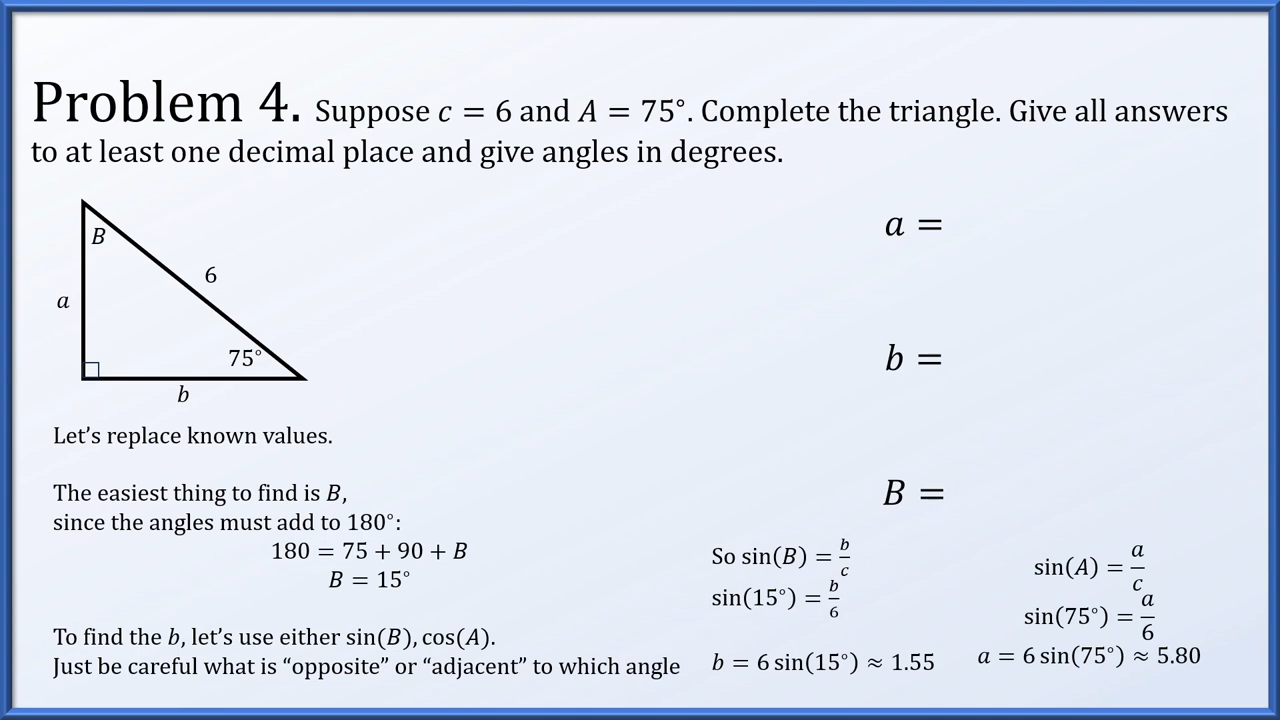 Problem 4. Suppose c = 6 and A = 75°. Complete the triangle. Give all answers
to at least one decimal place and give angles in degrees.
B
6
a
75°
b
a =
b =
B =
Let’s replace known values.
The easiest thing to find is B,
since the angles must add to 180°:
180 = 75 + 90 + B
B = 15°
To find the b, let’s use either sin(B), cos(A).
Just be careful what is “opposite” or “adjacent” to which angle
So sin(B) = b/c
sin(15°) = b/6
b = 6 sin(15°) ≈ 1.55
sin(A) = a/c
sin(75°) = a/6
a = 6 sin(75°) ≈ 5.80